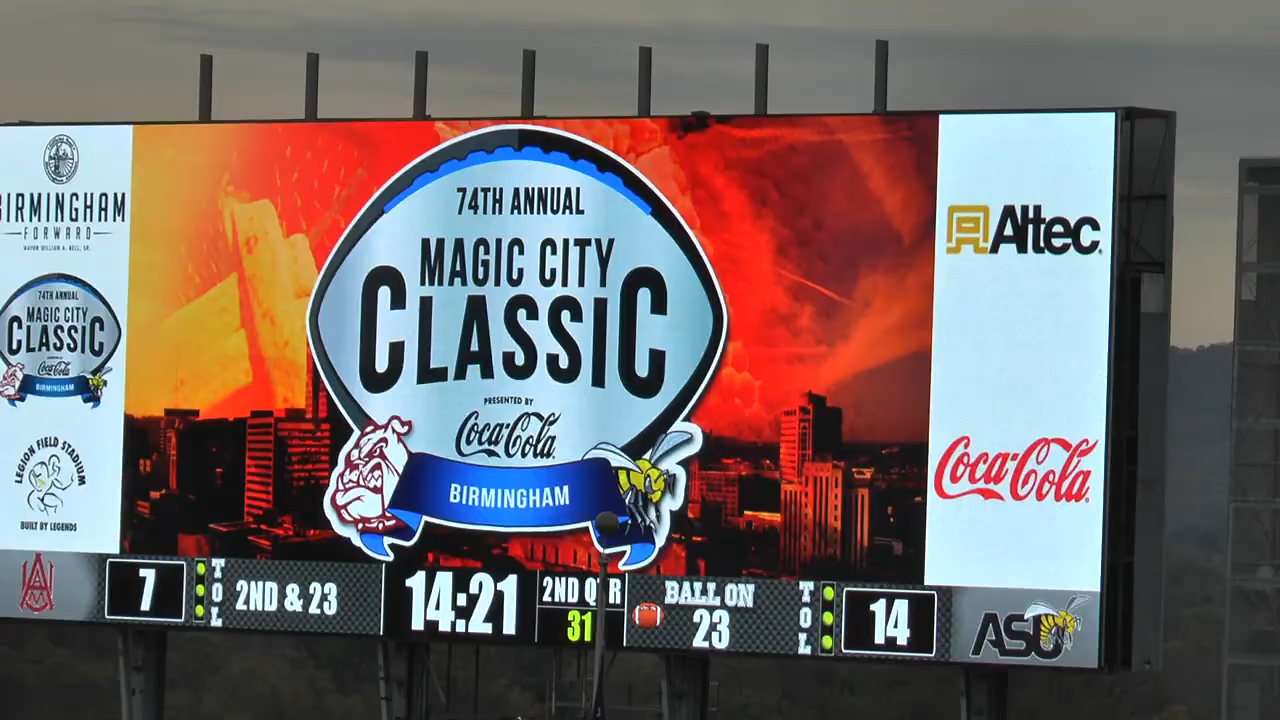 BIRMINGHAM
FORWARD
MAYOR WILLIAM A. BELL, SR.
74TH ANNUAL
MAGIC CITY
CLASSIC
Coca-Cola
BIRMINGHAM
LEGION FIELD STADIUM
BUILT BY LEGENDS
74TH ANNUAL
MAGIC CITY
CLASSIC
PRESENTED BY
Coca-Cola
BIRMINGHAM
Altec
Coca-Cola
7
TOL
2ND & 23
14:21
2ND QTR
31
BALL ON
23
TOL
14
ASU